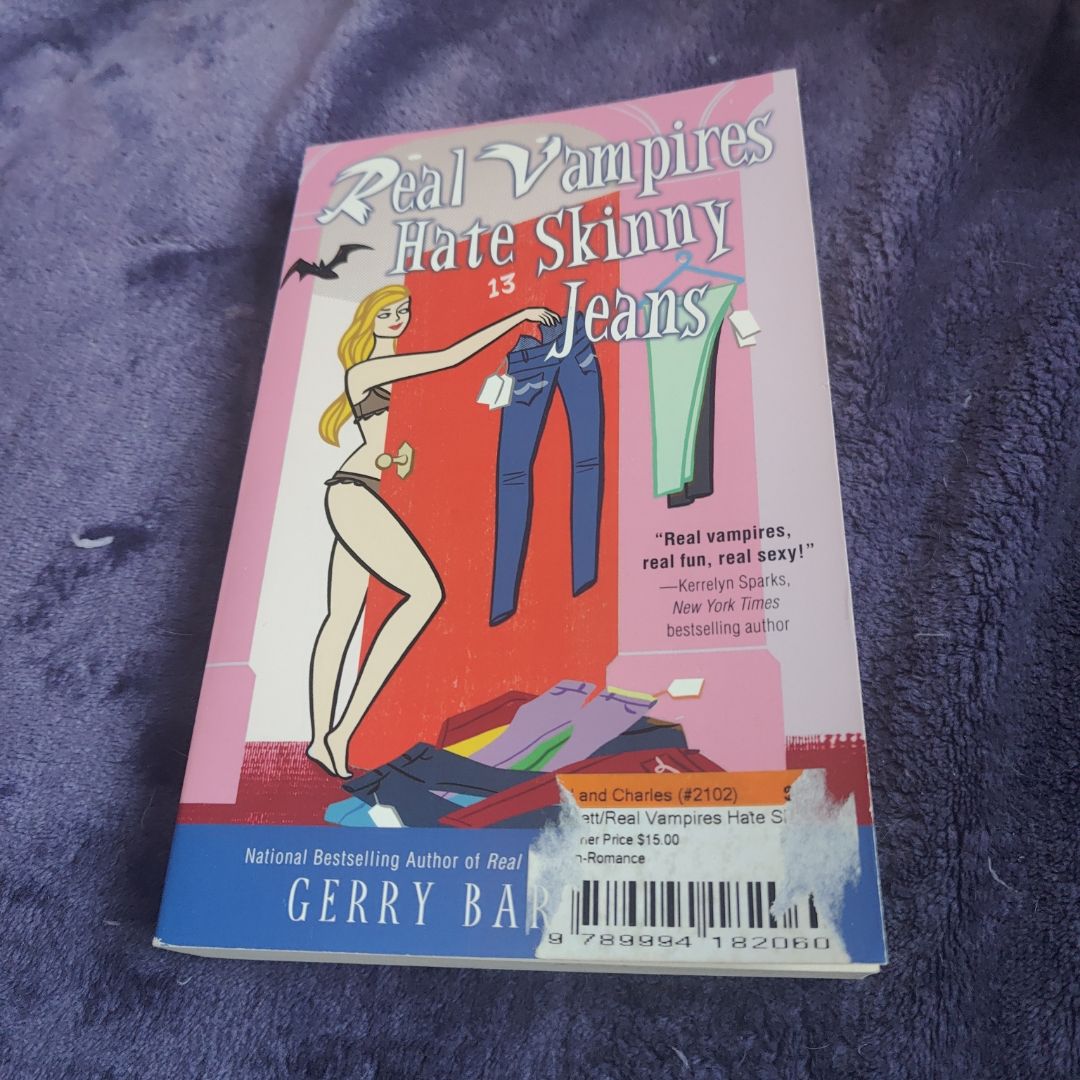 Real Vampires
Hate Skinny
13
Jeans
"Real vampires,
real fun, real sexy!"
—Kerrelyn Sparks,
New York Times
bestselling author
and Charles (#2102)
ett/Real Vampires Hate S
ner Price $15.00
n-Romance
National Bestselling Author of Real
GERRY BAR
9 789994 182060